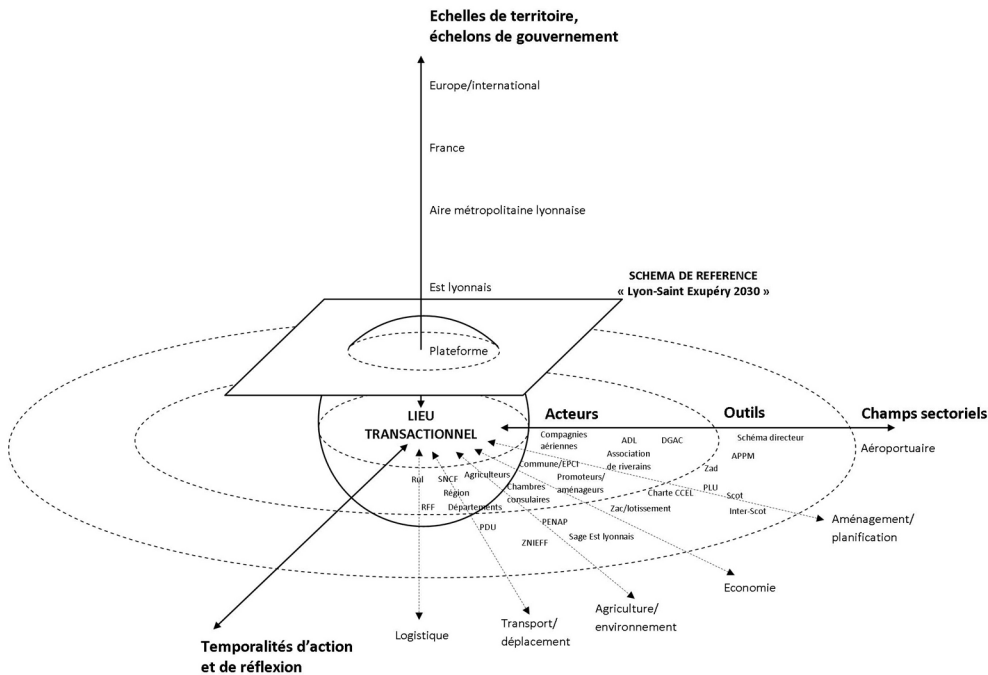 Echelles de territoire,
échelons de gouvernement
Europe/international
France
Aire métropolitaine lyonnaise
SCHEMA DE REFERENCE
« Lyon-Saint Exupéry 2030 »
Est lyonnais
Plateforme
LIEU
TRANSACTIONNEL
Acteurs
Outils
Champs sectoriels
Compagnies
aériennes
ADL
DGAC
Schéma directeur
Aéroportuaire
Association
de riverains
APPM
Commune/EPCI
Zad
Rul
SNCF
Agriculteurs
Promoteurs/
aménageurs
Région
Chambres
consulaires
Charte CCEL
PLU
Scot
RFF
Départements
Zac/lotissement
Inter-Scot
Aménagement/
planification
PDU
PENAP
ZNIEFF
Sage Est lyonnais
Economie
Agriculture/
environnement
Transport/
déplacement
Logistique
Temporalités d'action
et de réflexion